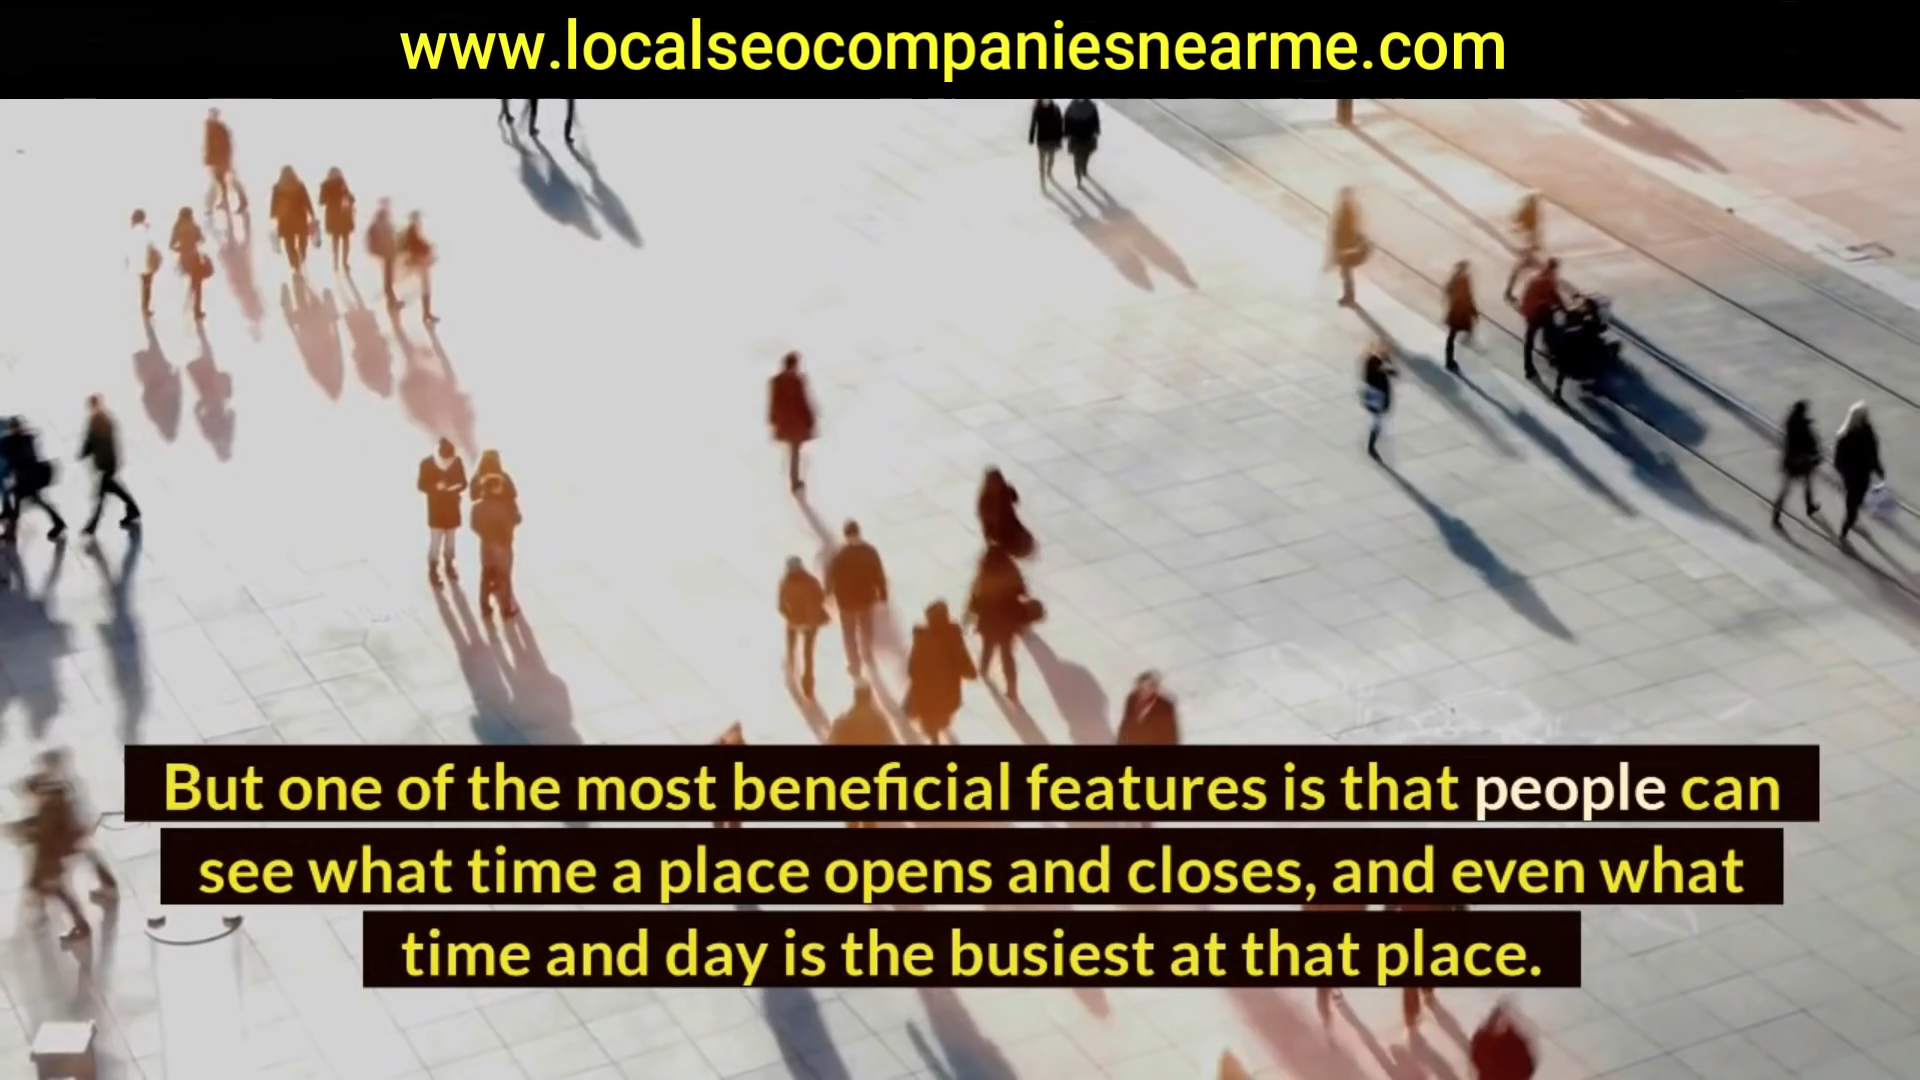 www.localseocompaniesnearme.com
But one of the most beneficial features is that people can
see what time a place opens and closes, and even what
time and day is the busiest at that place.